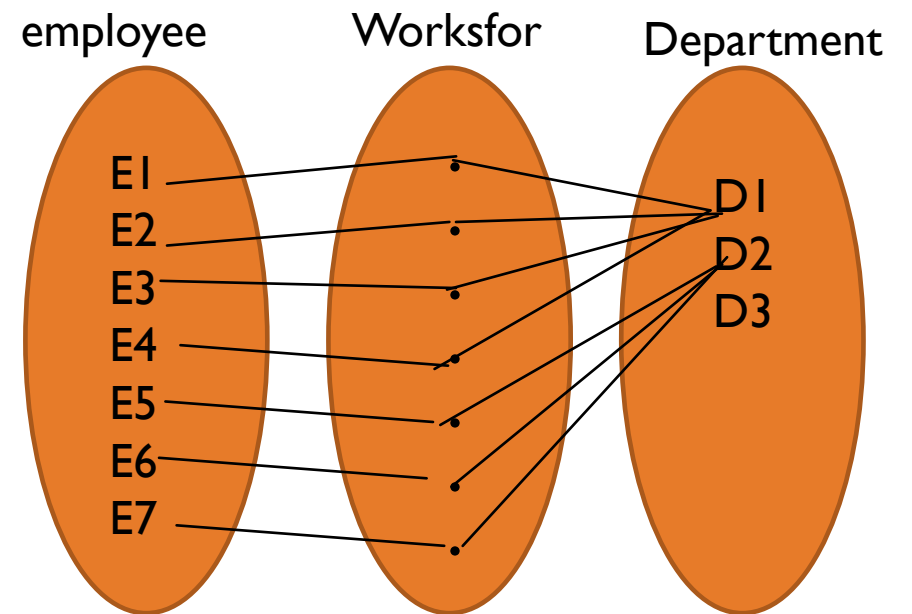 employee
Worksfor
Department
E1
E2
E3
E4
E5
E6
E7
•
•
•
•
•
•
•
D1
D2
D3